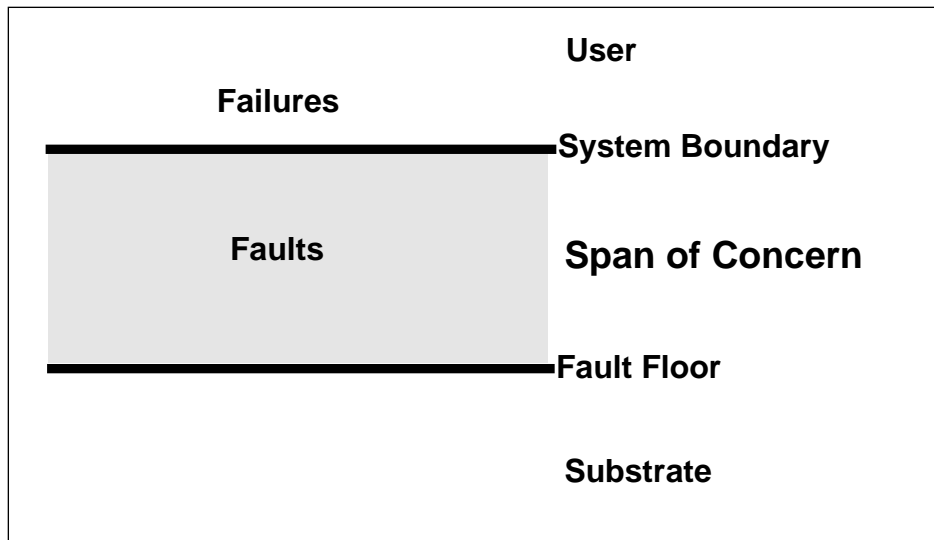 User
Failures
System Boundary
Faults
Span of Concern
Fault Floor
Substrate